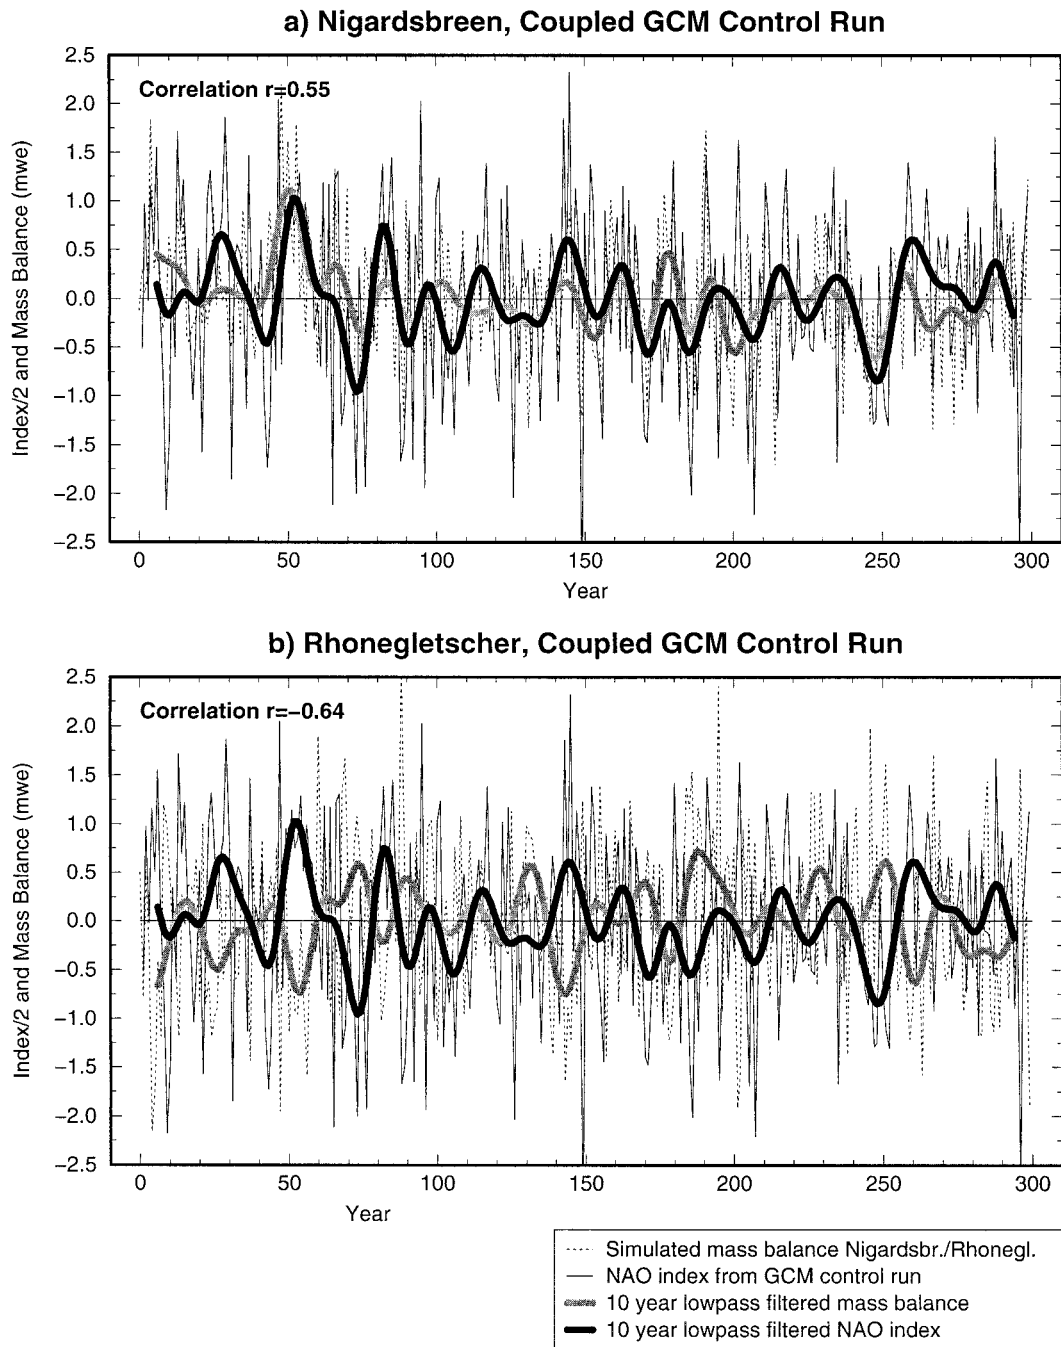 a) Nigardsbreen, Coupled GCM Control Run
Correlation r=0.55
Index/2 and Mass Balance (mwe)
2.5
2.0
1.5
1.0
0.5
0.0
−0.5
−1.0
−1.5
−2.0
−2.5
0 50 100 150 200 250 300
Year
b) Rhonegletscher, Coupled GCM Control Run
Correlation r=−0.64
Index/2 and Mass Balance (mwe)
2.5
2.0
1.5
1.0
0.5
0.0
−0.5
−1.0
−1.5
−2.0
−2.5
0 50 100 150 200 250 300
Year
Simulated mass balance Nigardsbr./Rhonegl.
NAO index from GCM control run
10 year lowpass filtered mass balance
10 year lowpass filtered NAO index